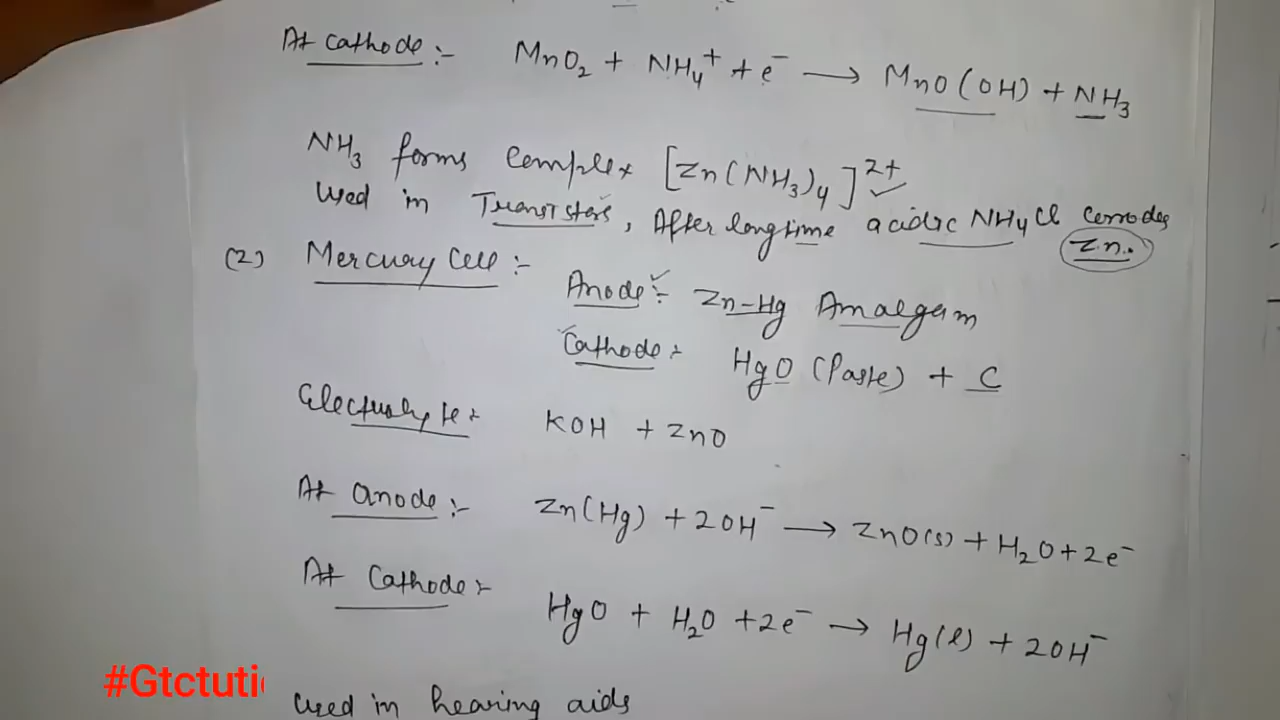 At cathode :- MnO₂ + NH₄⁺ + e⁻ → MnO(OH) + NH₃
NH₃ forms complex [Zn(NH₃)₄]²⁺
used in Transistors, After long time acidic NH₄Cl corrodes
Zn.
(2) Mercury Cell :-
Anode :- Zn-Hg Amalgam
Cathode :- HgO (Paste) + C
Electrolyte :- KOH + ZnO
At anode :- Zn(Hg) + 2OH⁻ → ZnO(s) + H₂O + 2e⁻
At Cathode :- HgO + H₂O + 2e⁻ → Hg(l) + 2OH⁻
#Gtctuti
used in hearing aids